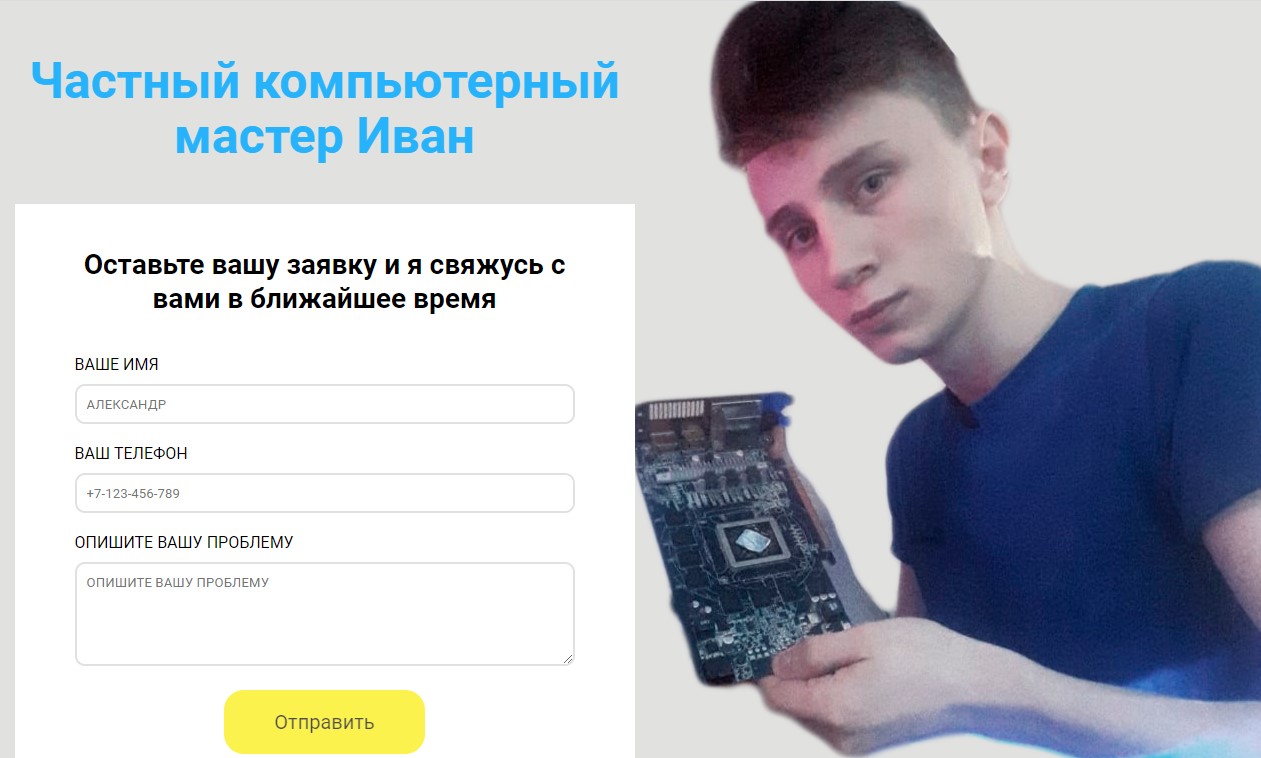 Частный компьютерный
мастер Иван
Оставьте вашу заявку и я свяжусь с
вами в ближайшее время
ВАШЕ ИМЯ
АЛЕКСАНДР
ВАШ ТЕЛЕФОН
+7-123-456-789
ОПИШИТЕ ВАШУ ПРОБЛЕМУ
ОПИШИТЕ ВАШУ ПРОБЛЕМУ
Отправить